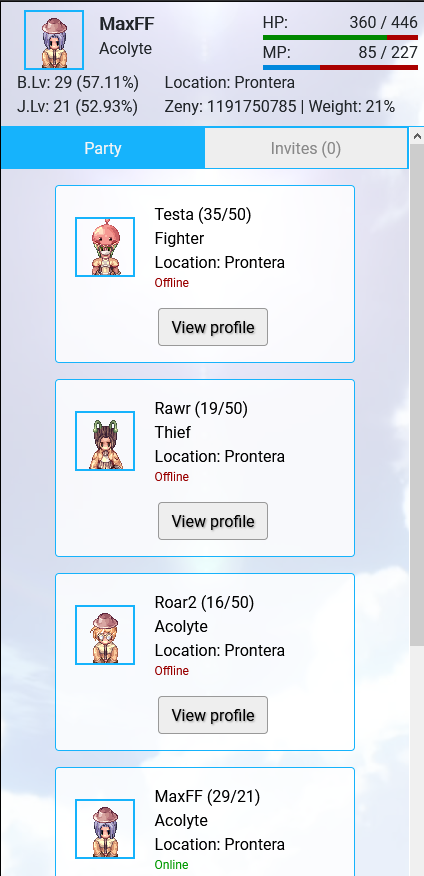 MaxFF
Acolyte
HP: 360 / 446
MP: 85 / 227
B.Lv: 29 (57.11%) Location: Prontera
J.Lv: 21 (52.93%) Zeny: 1191750785 | Weight: 21%
Party Invites (0)
Testa (35/50)
Fighter
Location: Prontera
Offline
View profile
Rawr (19/50)
Thief
Location: Prontera
Offline
View profile
Roar2 (16/50)
Acolyte
Location: Prontera
Offline
View profile
MaxFF (29/21)
Acolyte
Location: Prontera
Online